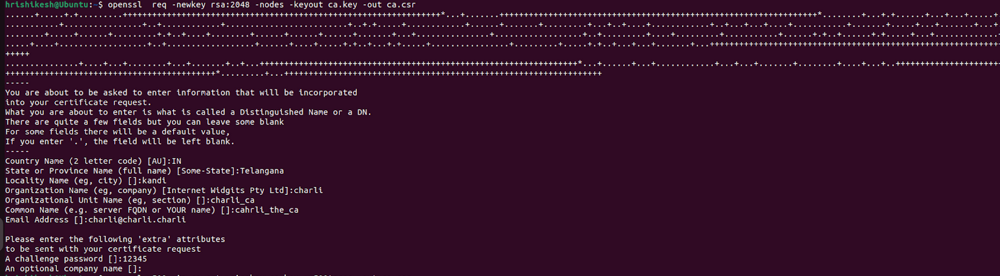 hrishikesh@Ubuntu:~$ openssl  req -newkey rsa:2048 -nodes -keyout ca.key -out ca.csr
-----
You are about to be asked to enter information that will be incorporated
into your certificate request.
What you are about to enter is what is called a Distinguished Name or a DN.
There are quite a few fields but you can leave some blank
For some fields there will be a default value,
If you enter '.', the field will be left blank.
-----
Country Name (2 letter code) [AU]:IN
State or Province Name (full name) [Some-State]:Telangana
Locality Name (eg, city) []:kandi
Organization Name (eg, company) [Internet Widgits Pty Ltd]:charli
Organizational Unit Name (eg, section) []:charli_ca
Common Name (e.g. server FQDN or YOUR name) []:cahrli_the_ca
Email Address []:charli@charli.charli
Please enter the following 'extra' attributes
to be sent with your certificate request
A challenge password []:12345
An optional company name []: